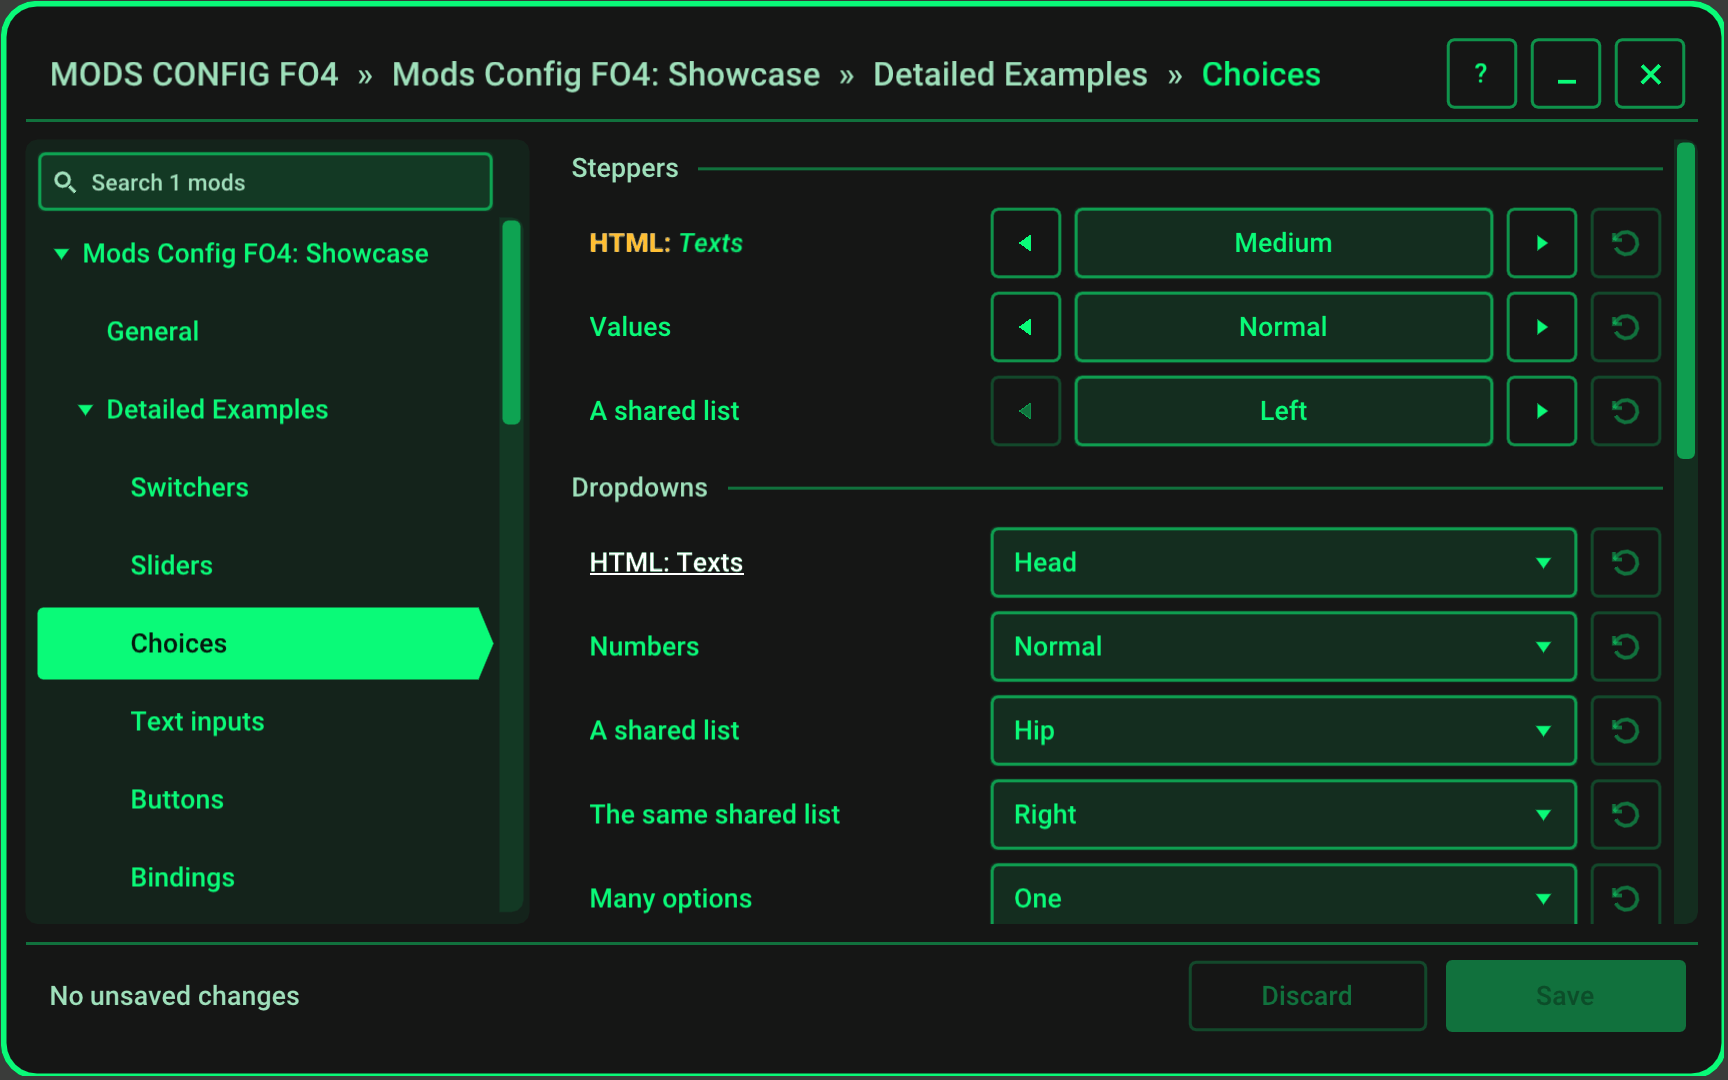 MODS CONFIG FO4 » Mods Config FO4: Showcase » Detailed Examples » Choices
?
Search 1 mods
Mods Config FO4: Showcase
General
Detailed Examples
Switchers
Sliders
Choices
Text inputs
Buttons
Bindings
Steppers
HTML: Texts
Medium
Values
Normal
A shared list
Left
Dropdowns
HTML: Texts
Head
Numbers
Normal
A shared list
Hip
The same shared list
Right
Many options
One
No unsaved changes
Discard
Save